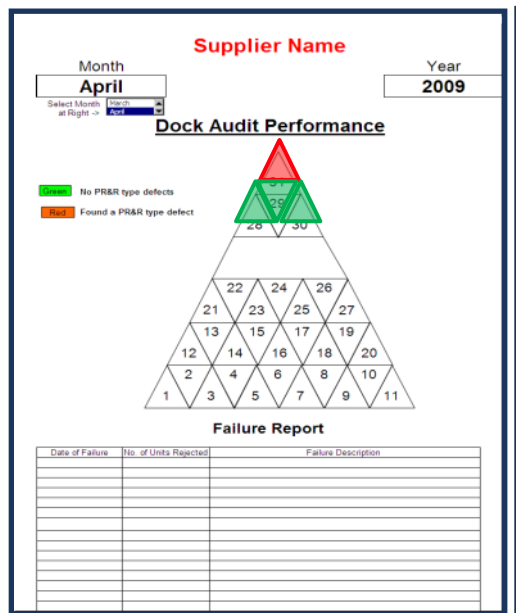 Supplier Name
Month
Year
April
2009
Select Month
at Right ->
March
April
Dock Audit Performance
Green
No PR&R type defects
Red
Found a PR&R type defect
31
29
28
30
22
24
26
21
23
25
27
13
15
17
19
12
14
16
18
20
2
4
6
8
10
1
3
5
7
9
11
Failure Report
Date of Failure
No. of Units Rejected
Failure Description